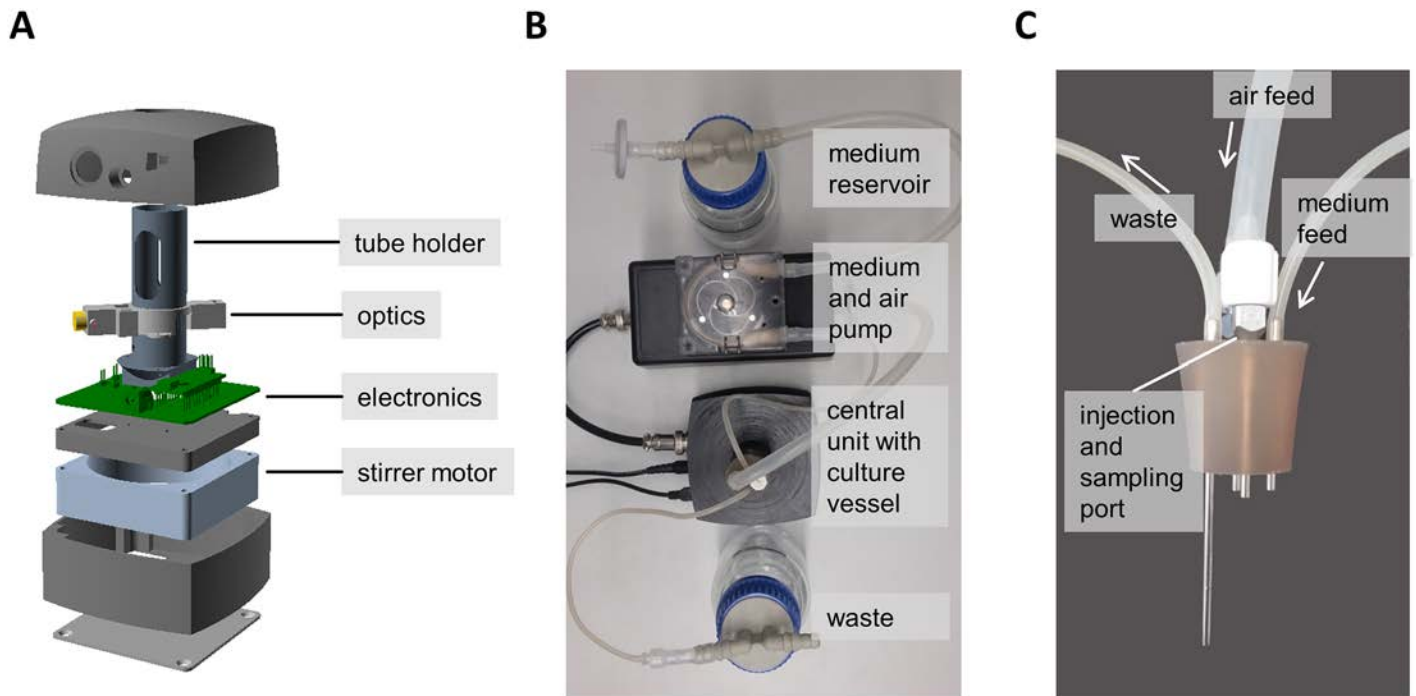 A
B
C
tube holder
optics
electronics
stirrer motor
medium
reservoir
medium
and air
pump
central
unit with
culture
vessel
waste
air feed
waste
medium
feed
injection
and
sampling
port